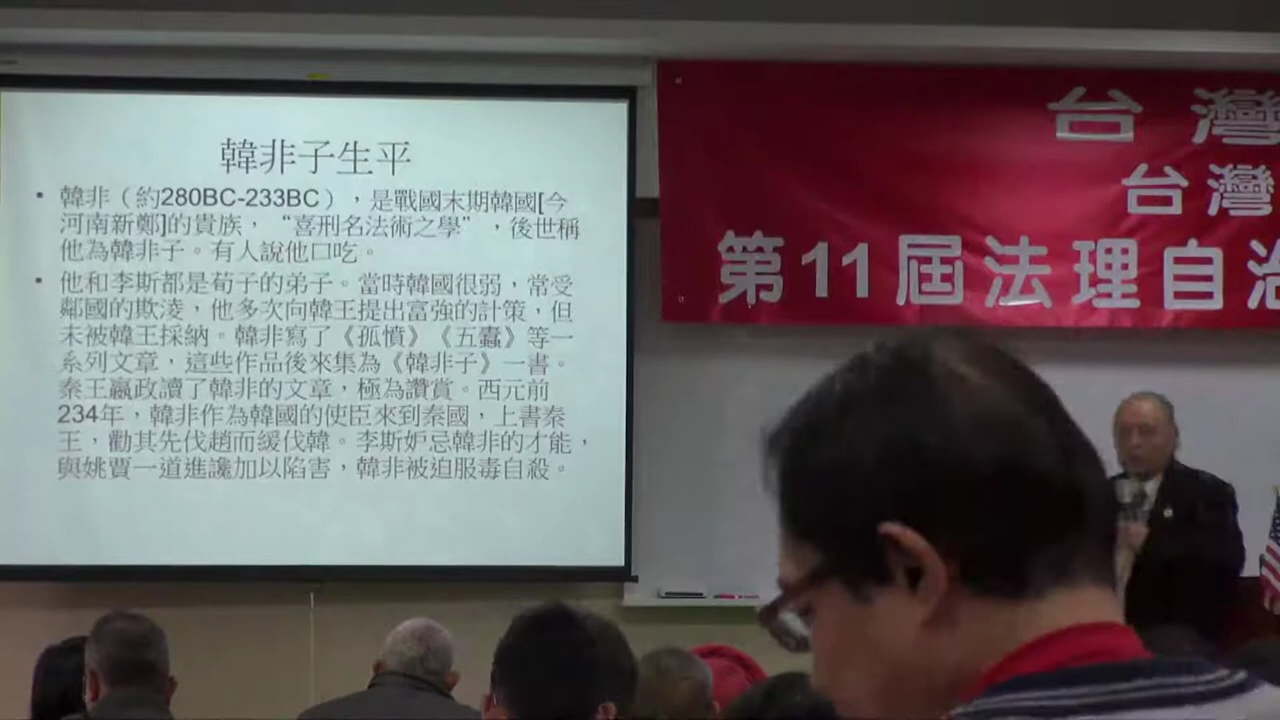 韓非子生平
• 韓非（約280BC-233BC），是戰國末期韓國[今
河南新鄭]的貴族，“喜刑名法術之學”，後世稱
他為韓非子。有人說他口吃。
• 他和李斯都是荀子的弟子。當時韓國很弱，常受
鄰國的欺淩，他多次向韓王提出富強的計策，但
未被韓王採納。韓非寫了《孤憤》《五蠹》等一
系列文章，這些作品後來集為《韓非子》一書。
秦王嬴政讀了韓非的文章，極為讚賞。西元前
234年，韓非作為韓國的使臣來到秦國，上書秦
王，勸其先伐趙而緩伐韓。李斯妒忌韓非的才能，
與姚賈一道進讒加以陷害，韓非被迫服毒自殺。
台灣
台灣
第11屆法理自治